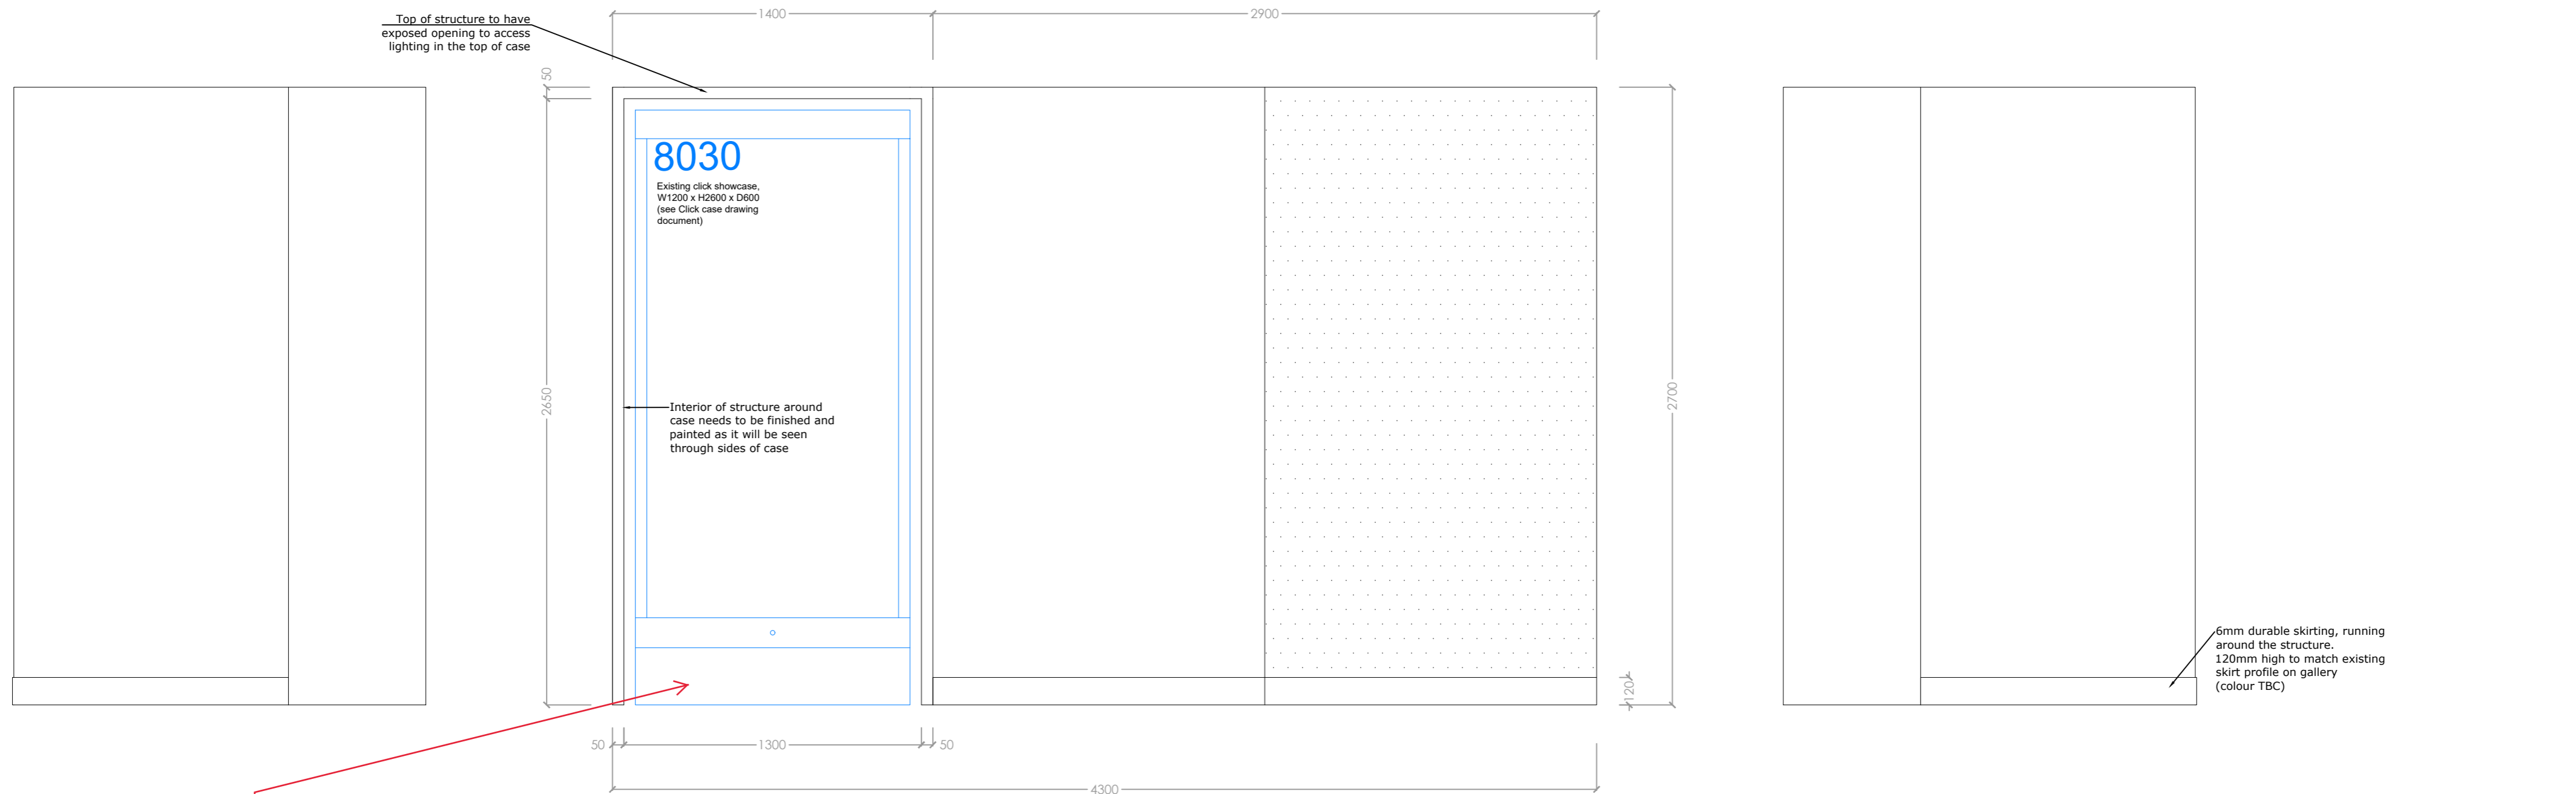 1400
2900
Top of structure to have
exposed opening to access
lighting in the top of case
50
8030
Existing click showcase,
W1200 x H2600 x D600
(see Click case drawing
document)
2650
2700
Interior of structure around
case needs to be finished and
painted as it will be seen
through sides of case
6mm durable skirting, running
around the structure.
120mm high to match existing
skirt profile on gallery
(colour TBC)
120
50
1300
50
4300